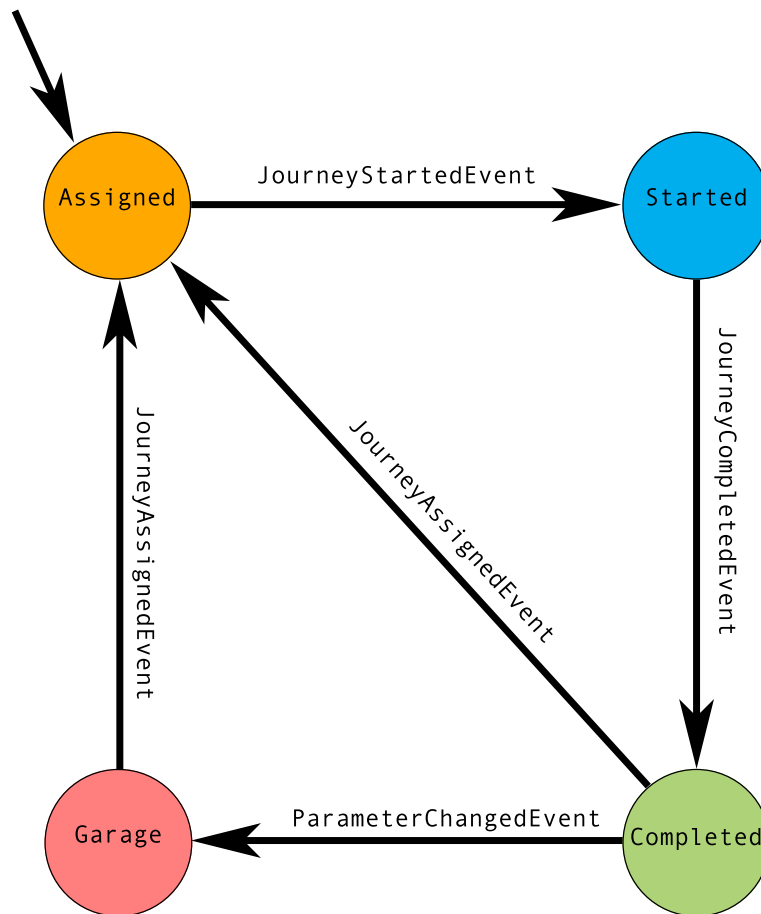 JourneyStartedEvent
Assigned
Started
JourneyCompletedEvent
JourneyAssignedEvent
JourneyAssignedEvent
ParameterChangedEvent
Garage
Completed